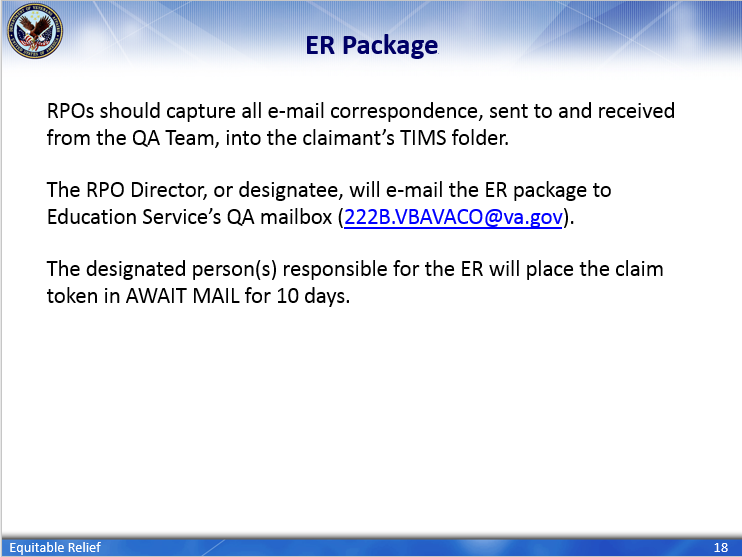 ER Package
RPOs should capture all e-mail correspondence, sent to and received
from the QA Team, into the claimant’s TIMS folder.
The RPO Director, or designatee, will e-mail the ER package to
Education Service’s QA mailbox (222B.VBAVACO@va.gov).
The designated person(s) responsible for the ER will place the claim
token in AWAIT MAIL for 10 days.
Equitable Relief
18